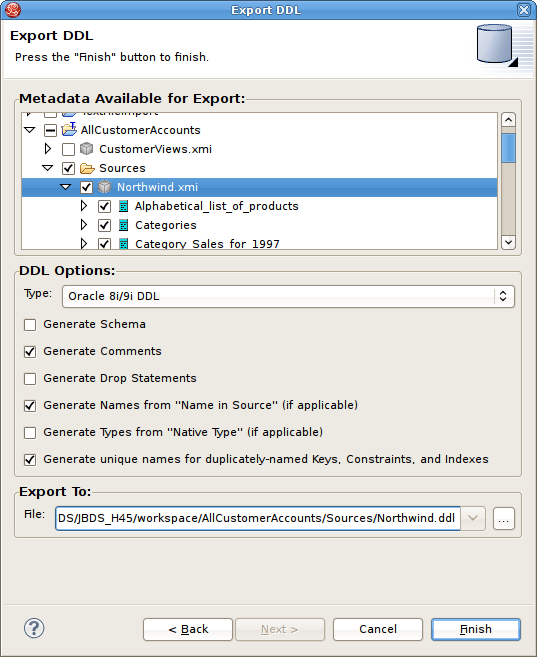 Export DDL
Export DDL
Press the "Finish" button to finish.
Metadata Available for Export:
TextFileImport
AllCustomerAccounts
CustomerViews.xmi
Sources
Northwind.xmi
Alphabetical_list_of_products
Categories
Category_Sales_for_1997
DDL Options:
Type: Oracle 8i/9i DDL
Generate Schema
Generate Comments
Generate Drop Statements
Generate Names from "Name in Source" (if applicable)
Generate Types from "Native Type" (if applicable)
Generate unique names for duplicately-named Keys, Constraints, and Indexes
Export To:
File: DS/JBDS_H45/workspace/AllCustomerAccounts/Sources/Northwind.ddl ...
? < Back Next > Cancel Finish